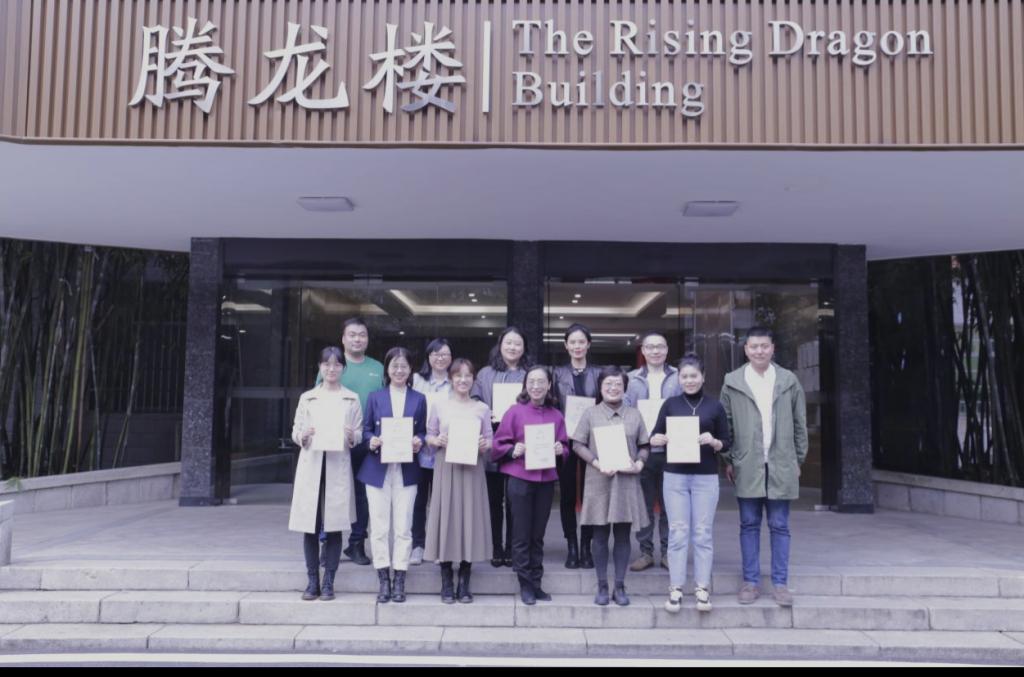 腾龙楼
The Rising Dragon
Building